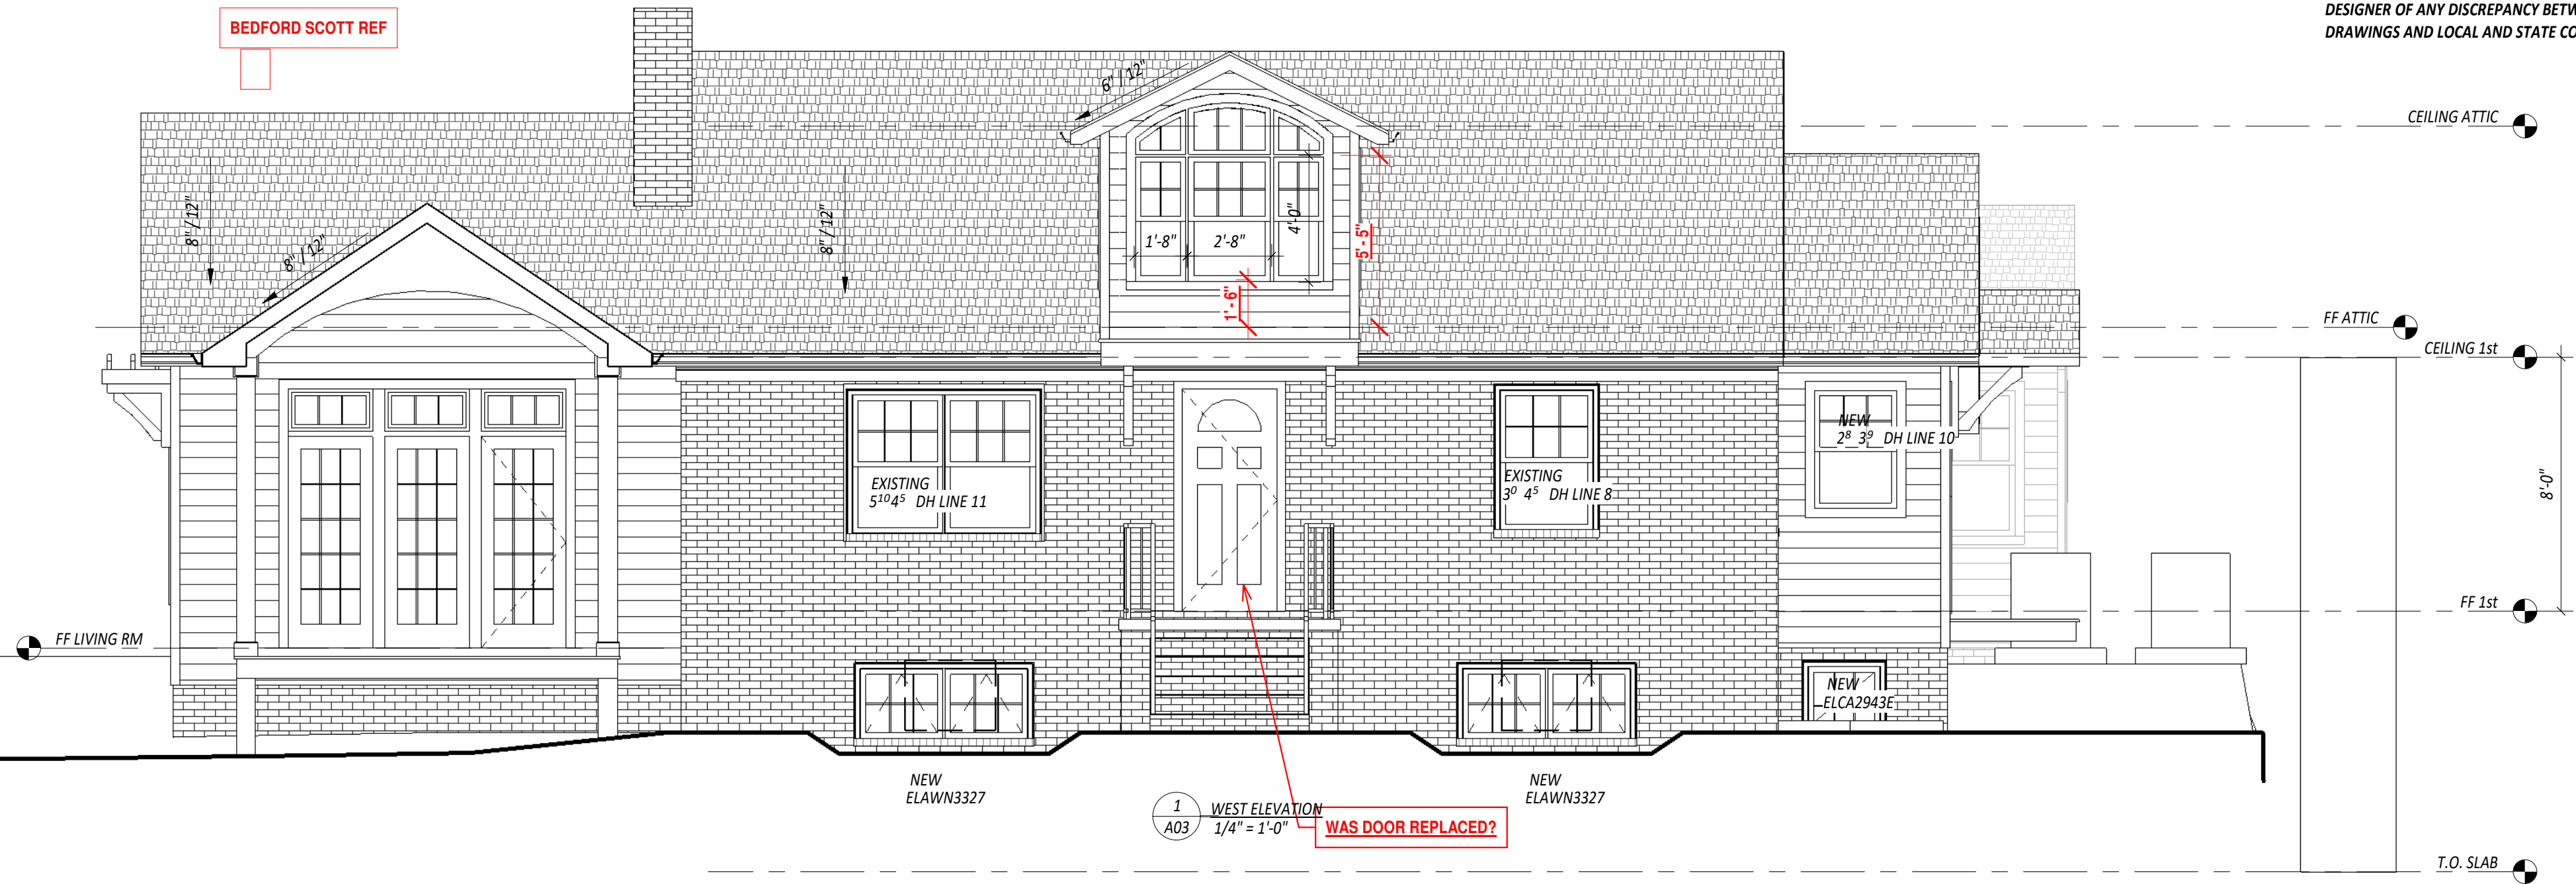 DESIGNER OF ANY DISCREPANCY BETW
DRAWINGS AND LOCAL AND STATE CO
BEDFORD SCOTT REF
6" / 12"
CEILING ATTIC
8" / 12"
8" / 12"
8" / 12"
4'-0"
5' - 5"
1'-8"
2'-8"
1' - 6"
FF ATTIC
CEILING 1st
NEW
2⁸ 3⁹ DH LINE 10
EXISTING
5¹⁰4⁵ DH LINE 11
EXISTING
3⁰ 4⁵ DH LINE 8
8'-0"
FF 1st
FF LIVING RM
NEW
ELCA2943E
NEW
ELAWN3327
NEW
ELAWN3327
1
A03
WEST ELEVATION
1/4" = 1'-0"
WAS DOOR REPLACED?
T.O. SLAB